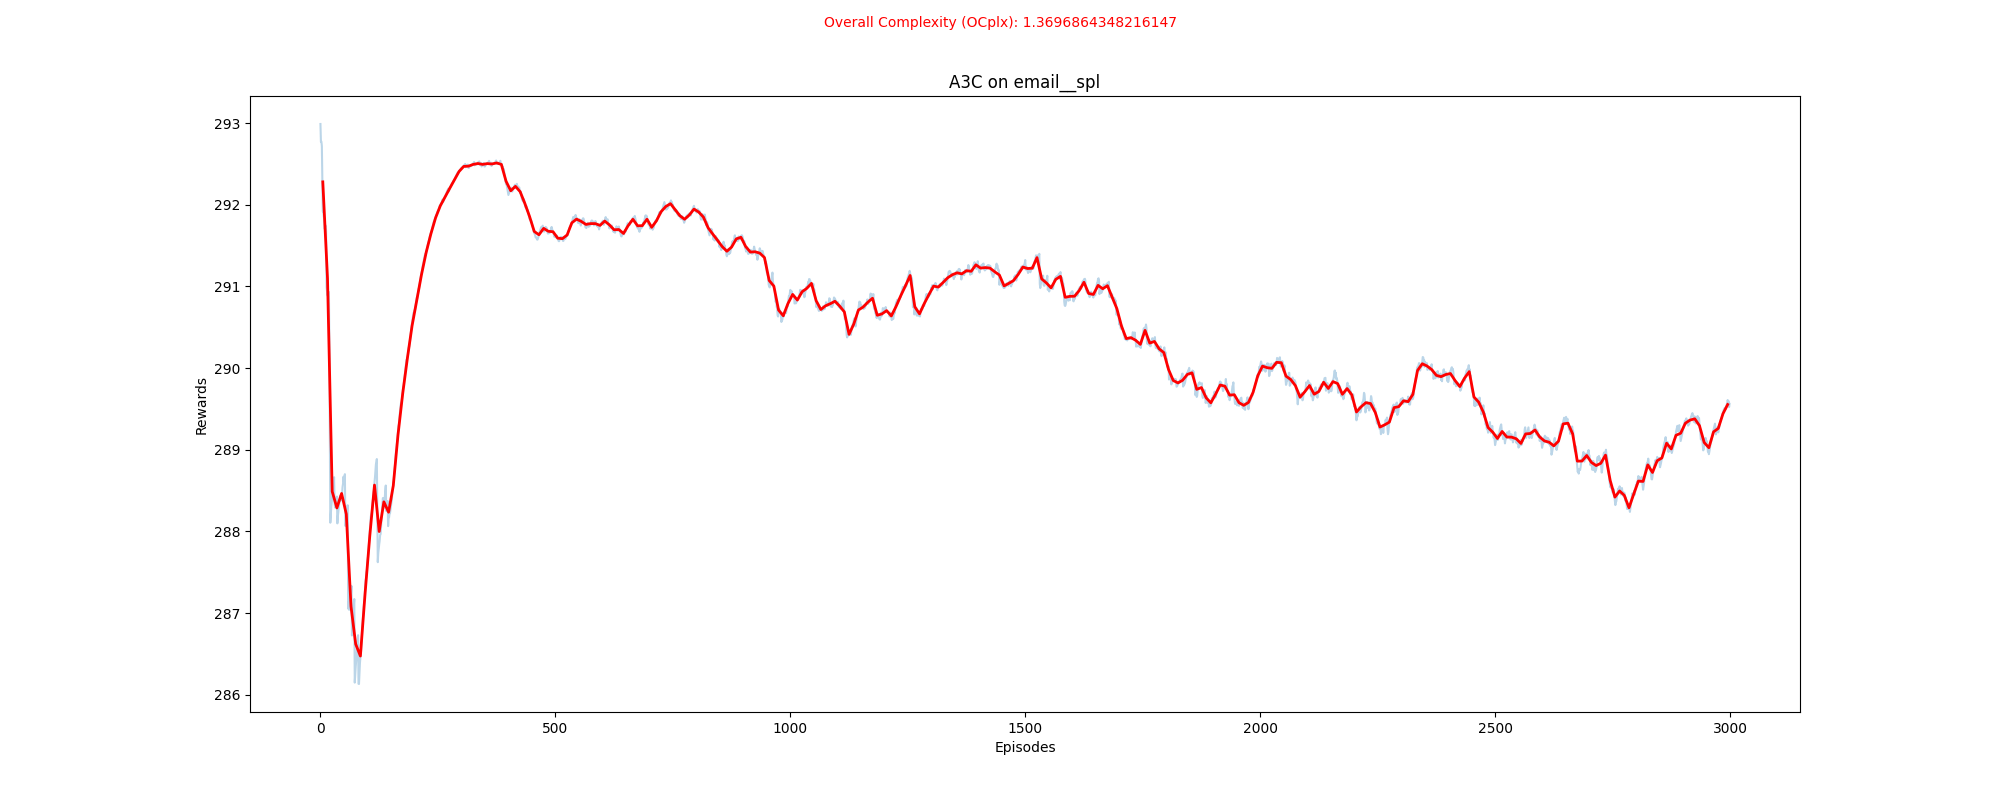 Overall Complexity (OCplx): 1.3696864348216147
A3C on email__spl
293
292
291
290
289
288
287
286
Rewards
0 500 1000 1500 2000 2500 3000
Episodes